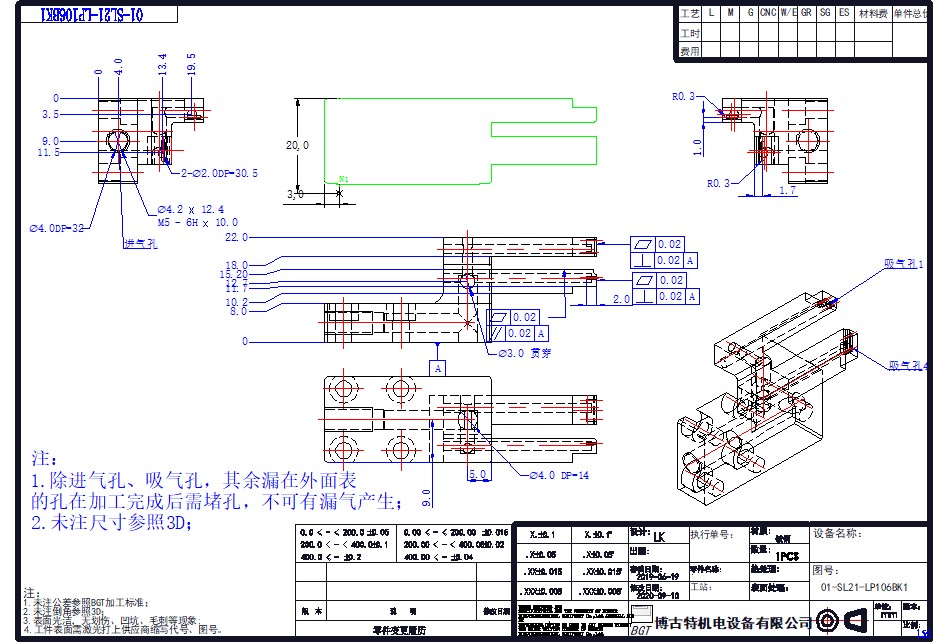 01-SL21-LP106BK1
工艺 L M G CNC W/E GR SG ES 材料费 单件总价
工时
费用
0
4.0
13.4
19.5
0
3.5
9.0
11.5
2-Ø2.0DP=30.5
Ø4.2 x 12.4
M5 - 6H x 10.0
Ø4.0DP=32
进气孔
20,0
3,0
N1
R0.3
1.0
R0.3
1.7
22.0
18.0
15.20
11.7
10.2
8.0
0
0.02
0.02 A
0.02
0.02 A
2.0
0.02
0.02 A
Ø3.0 贯穿
A
吸气孔1
吸气孔4
5.0
9.0
Ø4.0 DP=14
注:
1.除进气孔、吸气孔，其余漏在外面表
的孔在加工完成后需堵孔，不可有漏气产生;
2.未注尺寸参照3D;
注:
1.未注公差参照BGT加工标准;
2.未注倒角参照3D;
3.表面光洁、无划伤、凹坑、毛刺等现象.
4.工件表面需激光打上供应商缩写代号、图号。
0.0 < - < 200.0±0.05
200.0 < - < 400.0±0.1
400.0 < - ±0.2
0.00 < - < 200.00 ±0.015
200.00 < - < 400.00±0.02
400.00 < - ±0.04
版 本 说 明 修改日期
零件变更履历
X.±0.1 X.±0.1°
.X±0.05 X.±0.05°
.XX±0.015 .XX±0.015°
.XXX±0.005 .XXX±0.005°
设计: LK
出图:
2019-06-19
修改日期:
2020-09-10
执行单号:
零件名称:
工站:
材质:
数量: 1PCS
热处理:
表面处理:
设备名称:
图号:
01-SL21-LP106BK1
BGT
博古特机电设备有限公司
单位:
mm
版本:
比例: